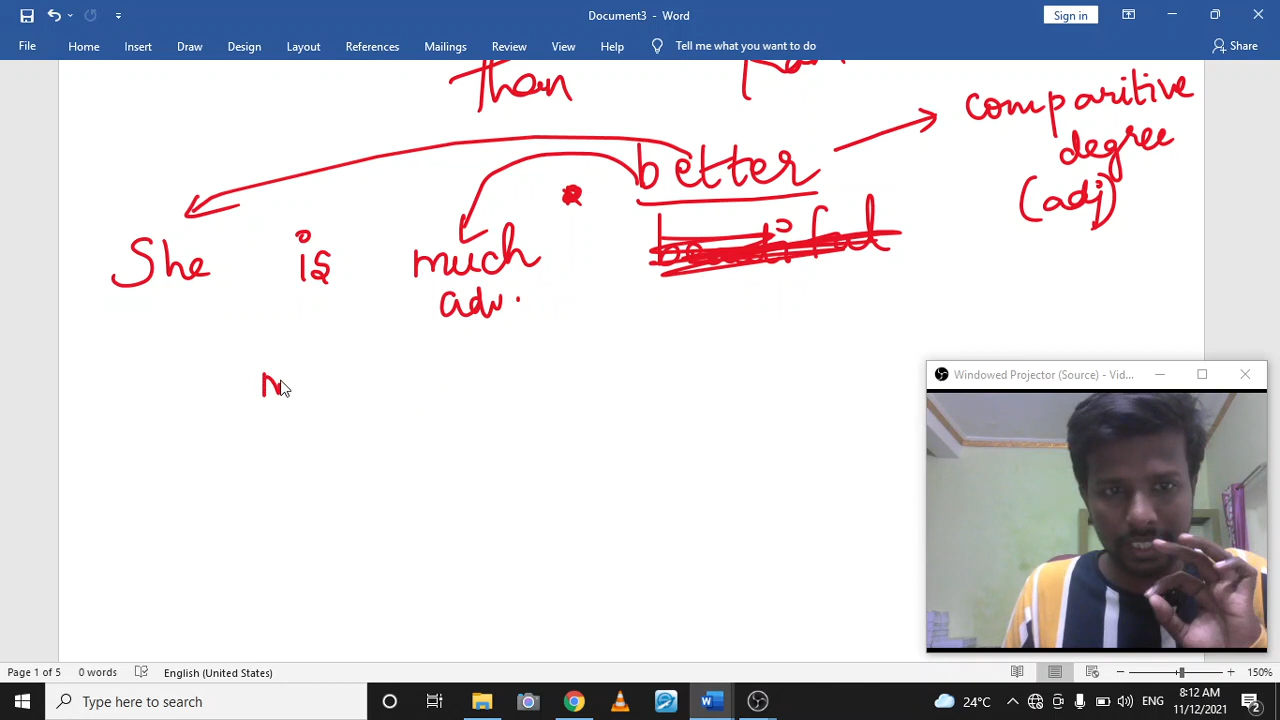 Document3 - Word
Sign in
File Home Insert Draw Design Layout References Mailings Review View Help Tell me what you want to do Share
than
comparitive
degree
(adj)
better
She is much
beautiful
adv.
Windowed Projector (Source) - Vid...
Page 1 of 5 0 words English (United States) 150%
Type here to search
24°C ENG 8:12 AM
11/12/2021
2